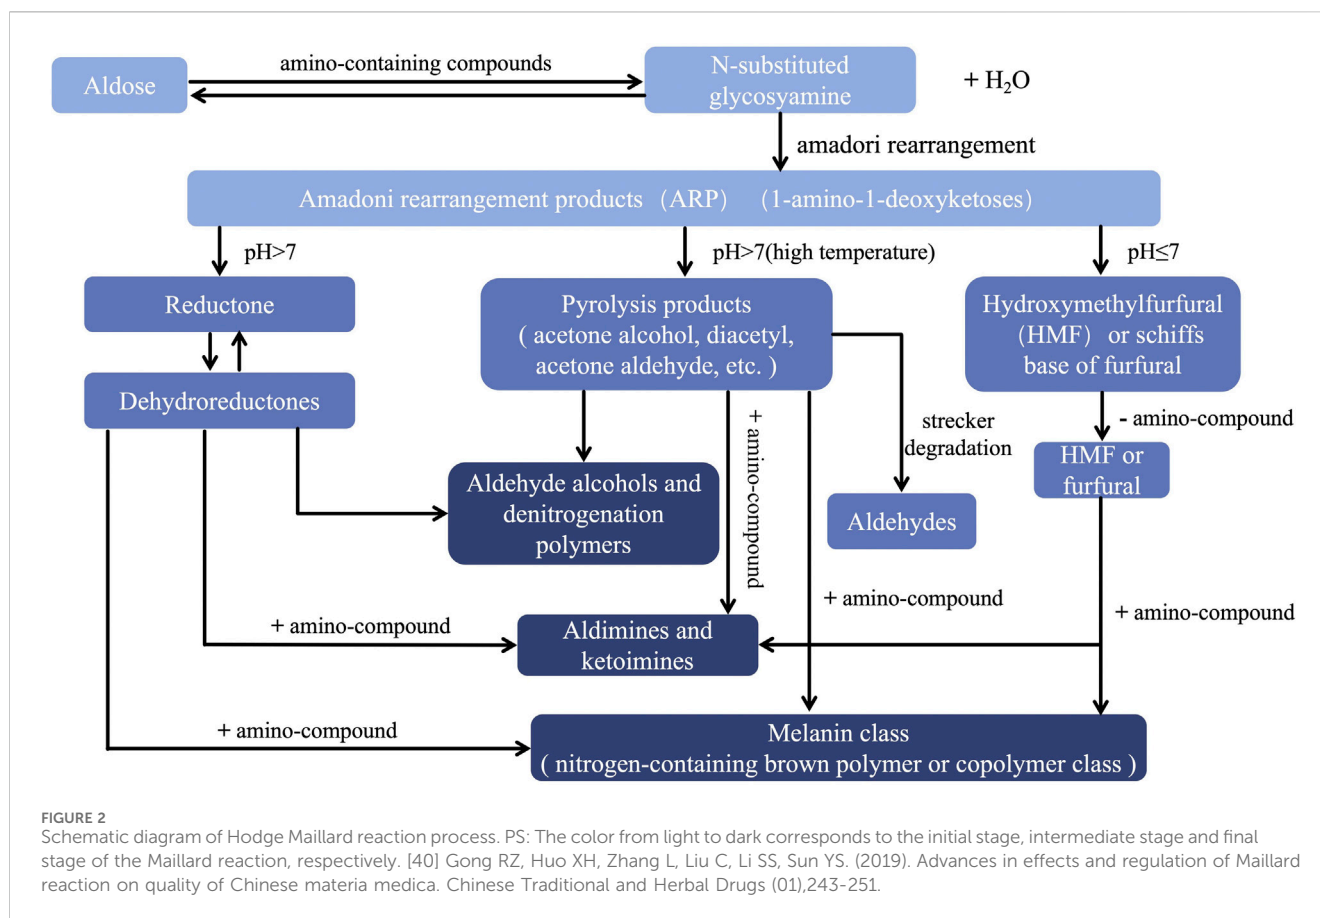 amino-containing compounds
Aldose
N-substituted
glycosyamine
+ H₂O
amadori rearrangement
Amadoni rearrangement products（ARP）（1-amino-1-deoxyketoses）
pH>7
pH>7(high temperature)
pH≤7
Reductone
Pyrolysis products
( acetone alcohol, diacetyl,
acetone aldehyde, etc. )
Hydroxymethylfurfural
（HMF）or schiffs
base of furfural
Dehydroreductones
+ amino-compound
strecker
degradation
- amino-compound
HMF or
furfural
Aldehyde alcohols and
denitrogenation
polymers
Aldehydes
+ amino-compound
+ amino-compound
+ amino-compound
Aldimines and
ketoimines
+ amino-compound
Melanin class
( nitrogen-containing brown polymer or copolymer class )
FIGURE 2
Schematic diagram of Hodge Maillard reaction process. PS: The color from light to dark corresponds to the initial stage, intermediate stage and final
stage of the Maillard reaction, respectively. [40] Gong RZ, Huo XH, Zhang L, Liu C, Li SS, Sun YS. (2019). Advances in effects and regulation of Maillard
reaction on quality of Chinese materia medica. Chinese Traditional and Herbal Drugs (01),243-251.